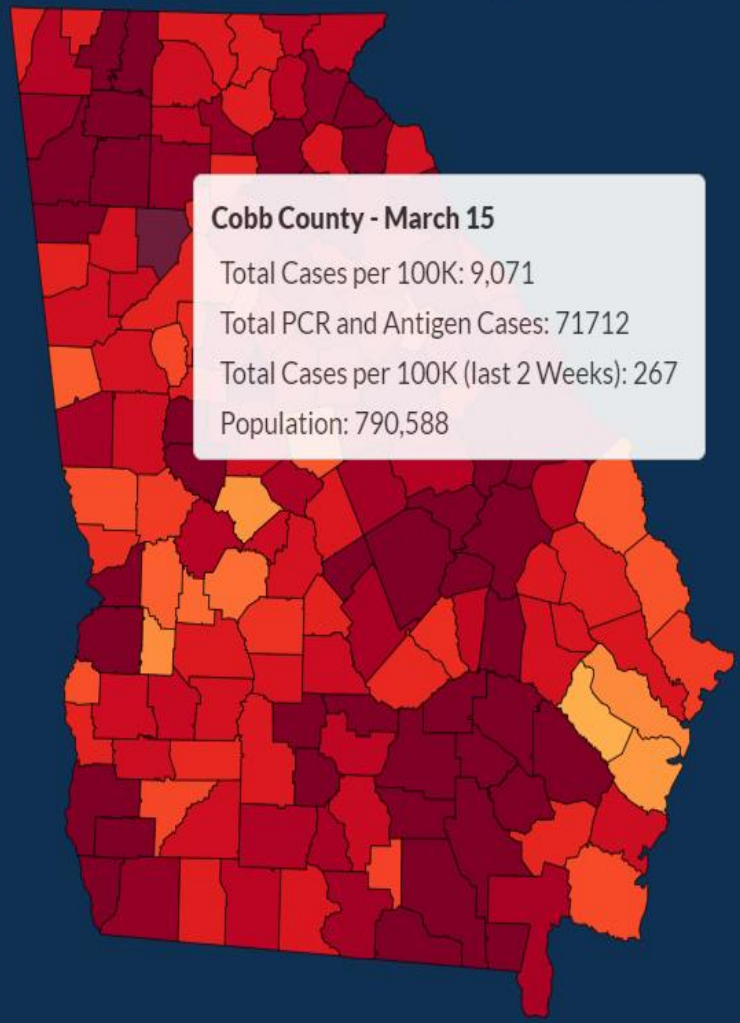 Cobb County - March 15
Total Cases per 100K: 9,071
Total PCR and Antigen Cases: 71712
Total Cases per 100K (last 2 Weeks): 267
Population: 790,588